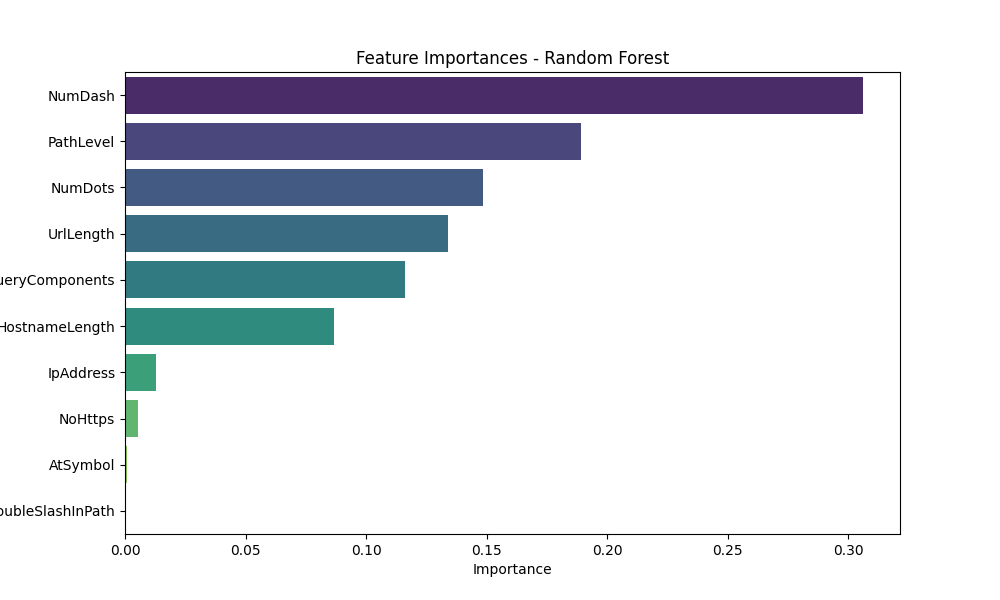 Feature Importances - Random Forest
NumDash
PathLevel
NumDots
UrlLength
ueryComponents
HostnameLength
IpAddress
NoHttps
AtSymbol
oubleSlashInPath
0.00 0.05 0.10 0.15 0.20 0.25 0.30
Importance